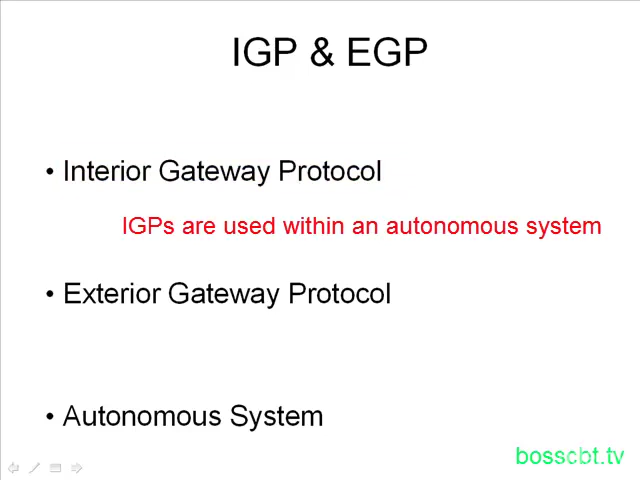 IGP & EGP
• Interior Gateway Protocol
IGPs are used within an autonomous system
• Exterior Gateway Protocol
• Autonomous System
bosscbt.tv